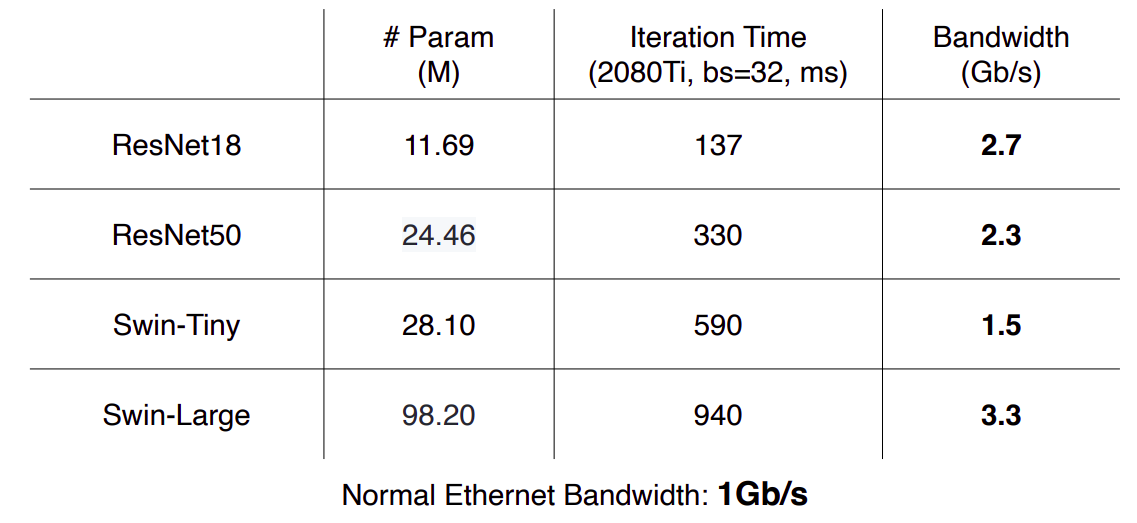 # Param
(M)
Iteration Time
(2080Ti, bs=32, ms)
Bandwidth
(Gb/s)
ResNet18 11.69 137 2.7
ResNet50 24.46 330 2.3
Swin-Tiny 28.10 590 1.5
Swin-Large 98.20 940 3.3
Normal Ethernet Bandwidth: 1Gb/s